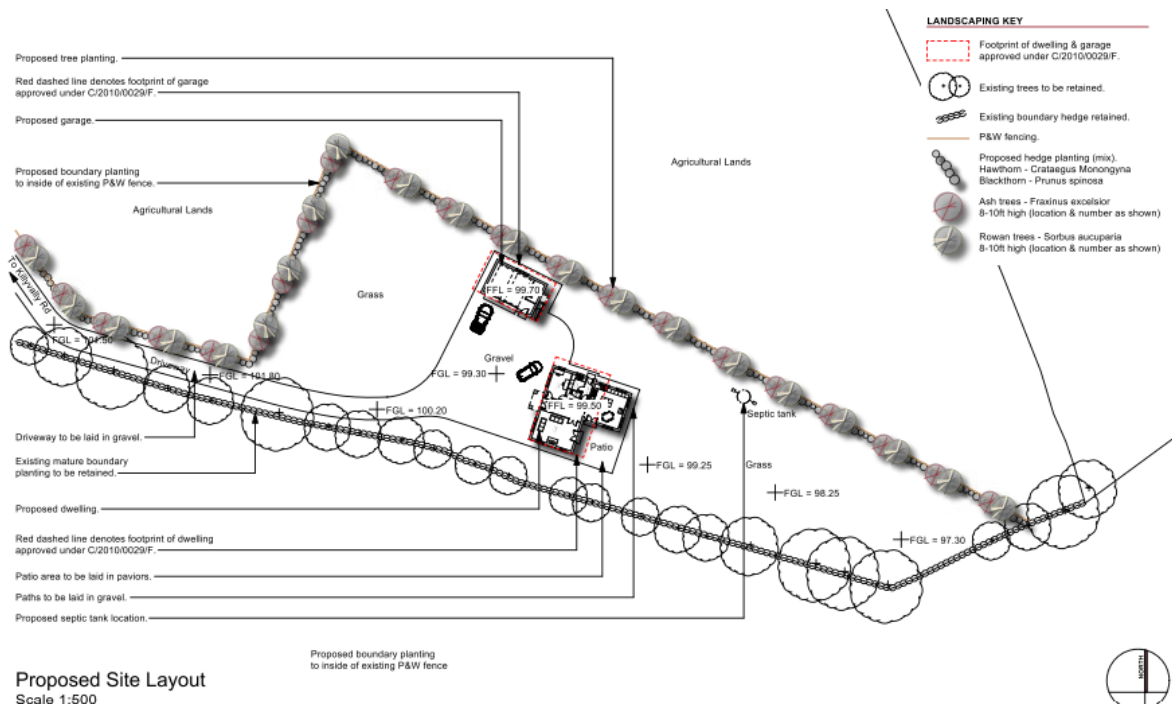 Proposed tree planting.
Red dashed line denotes footprint of garage
approved under C/2010/0029/F.
Proposed garage.
Proposed boundary planting
to inside of existing P&W fence.
Agricultural Lands
Agricultural Lands
To Killyvally Rd
FGL = 101.50
Driveway
FGL = 101.80
Grass
FFL = 99.70
Gravel
FGL = 99.30
FGL = 100.20
FFL = 99.50
Patio
Septic tank
Grass
FGL = 99.25
FGL = 98.25
FGL = 97.30
Driveway to be laid in gravel.
Existing mature boundary
planting to be retained.
Proposed dwelling.
Red dashed line denotes footprint of dwelling
approved under C/2010/0029/F.
Patio area to be laid in paviors.
Paths to be laid in gravel.
Proposed septic tank location.
Proposed boundary planting
to inside of existing P&W fence
Proposed Site Layout
Scale 1:500
LANDSCAPING KEY
Footprint of dwelling & garage
approved under C/2010/0029/F.
Existing trees to be retained.
Existing boundary hedge retained.
P&W fencing.
Proposed hedge planting (mix).
Hawthorn - Crataegus Monongyna
Blackthorn - Prunus spinosa
Ash trees - Fraxinus excelsior
8-10ft high (location & number as shown)
Rowan trees - Sorbus aucuparia
8-10ft high (location & number as shown)
NORTH